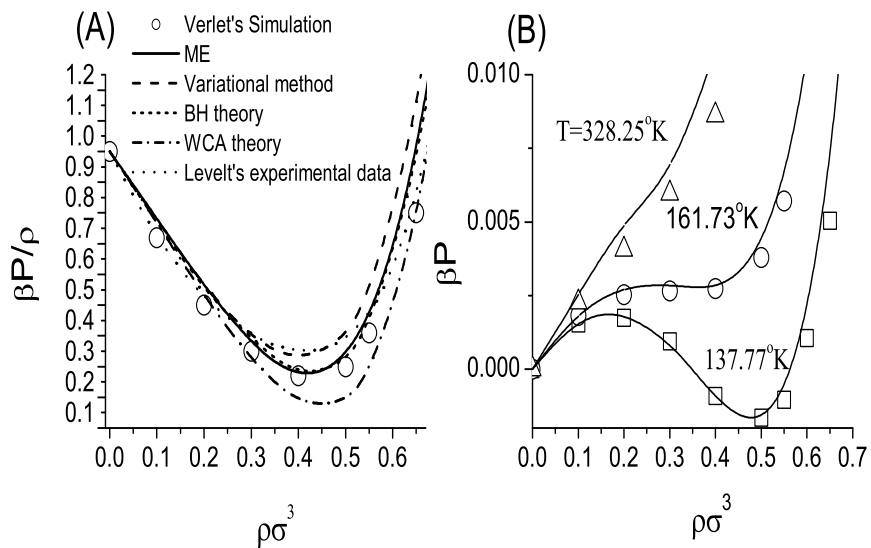 (A)
Verlet's Simulation
ME
Variational method
BH theory
WCA theory
Levelt's experimental data
1.2
1.1
1.0
0.9
0.8
0.7
0.6
0.5
0.4
0.3
0.2
0.1
βP/ρ
0.0 0.1 0.2 0.3 0.4 0.5 0.6
ρσ³
(B)
0.010
0.005
0.000
βP
T=328.25°K
161.73°K
137.77°K
0.0 0.1 0.2 0.3 0.4 0.5 0.6 0.7
ρσ³